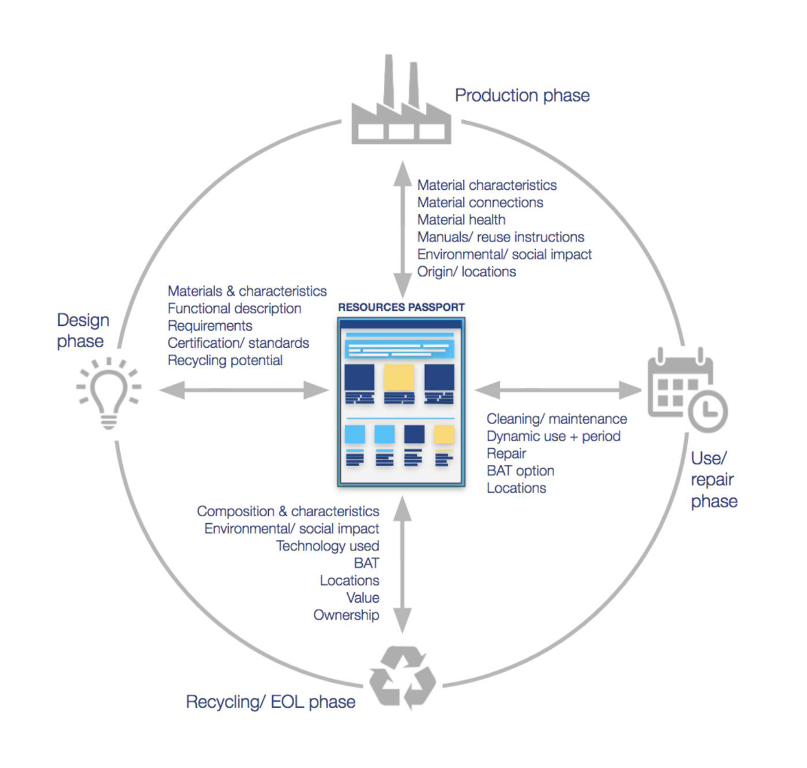 Production phase
Material characteristics
Material connections
Material health
Manuals/ reuse instructions
Environmental/ social impact
Origin/ locations
Design
phase
Materials & characteristics
Functional description
Requirements
Certification/ standards
Recycling potential
RESOURCES PASSPORT
Cleaning/ maintenance
Dynamic use + period
Repair
BAT option
Locations
Use/
repair
phase
Composition & characteristics
Environmental/ social impact
Technology used
BAT
Locations
Value
Ownership
Recycling/ EOL phase